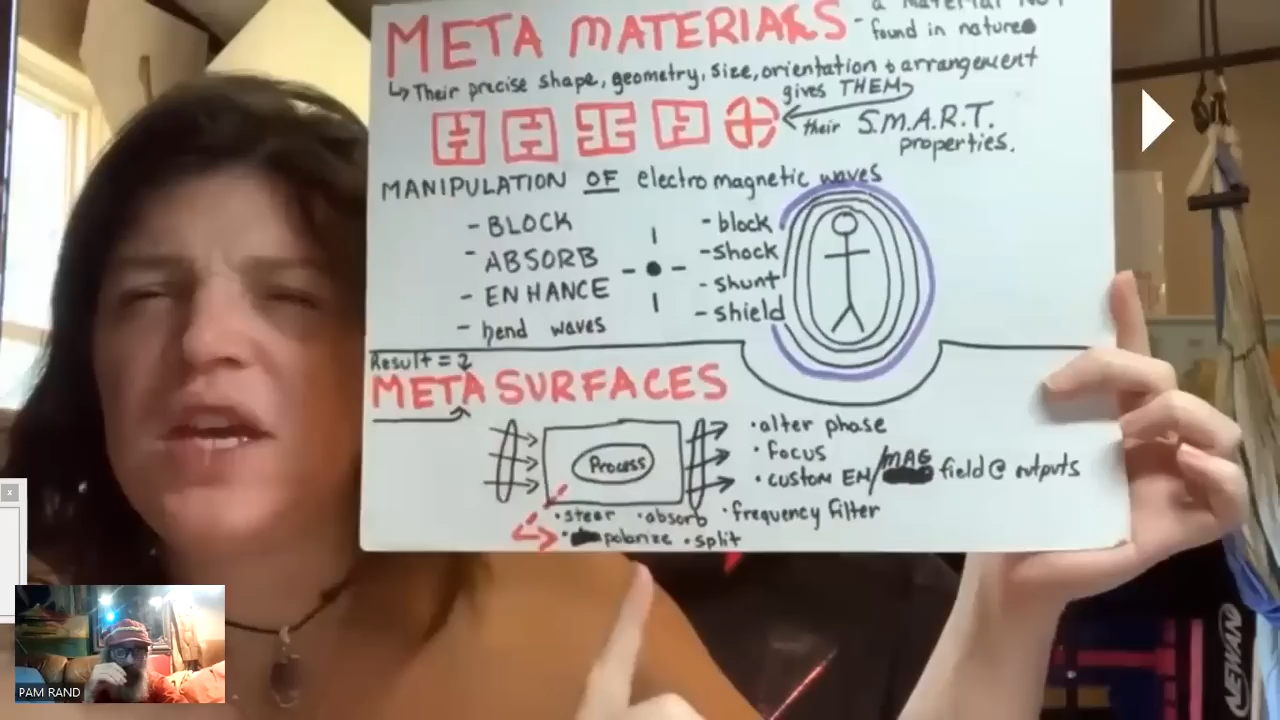 META MATERIALS - a MATERIAL NOT
found in nature
↳ Their precise shape, geometry, size, orientation & arrangement
gives THEM
their S.M.A.R.T.
properties.
MANIPULATION OF electromagnetic waves
- BLOCK
- ABSORB
- ENHANCE
- bend waves
- block
- shock
- shunt
- shield
Result =
META SURFACES
Process
• alter phase
• Focus
• custom EM/MAG field @ outputs
• steer • absorb • frequency filter
• polarize • split
NEWAN
PAM RAND
x